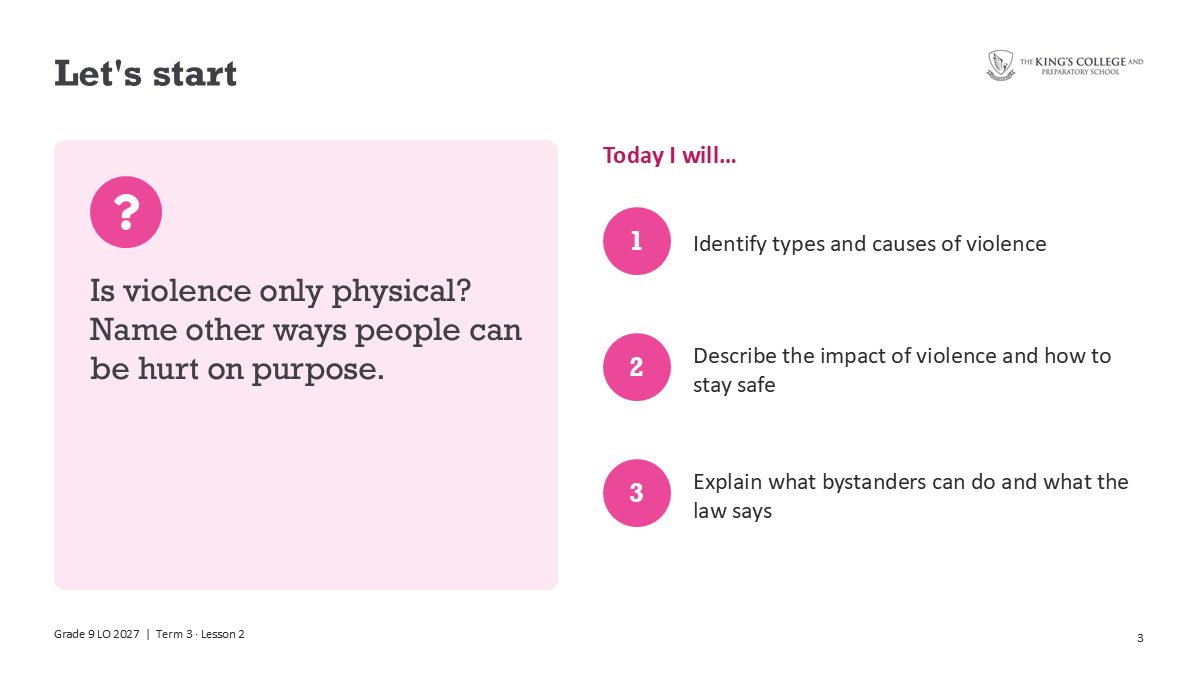 Let's start
THE KING'S COLLEGE AND
PREPARATORY SCHOOL
?
Is violence only physical?
Name other ways people can
be hurt on purpose.
Today I will...
1
Identify types and causes of violence
2
Describe the impact of violence and how to
stay safe
3
Explain what bystanders can do and what the
law says
Grade 9 LO 2027 | Term 3 · Lesson 2
3